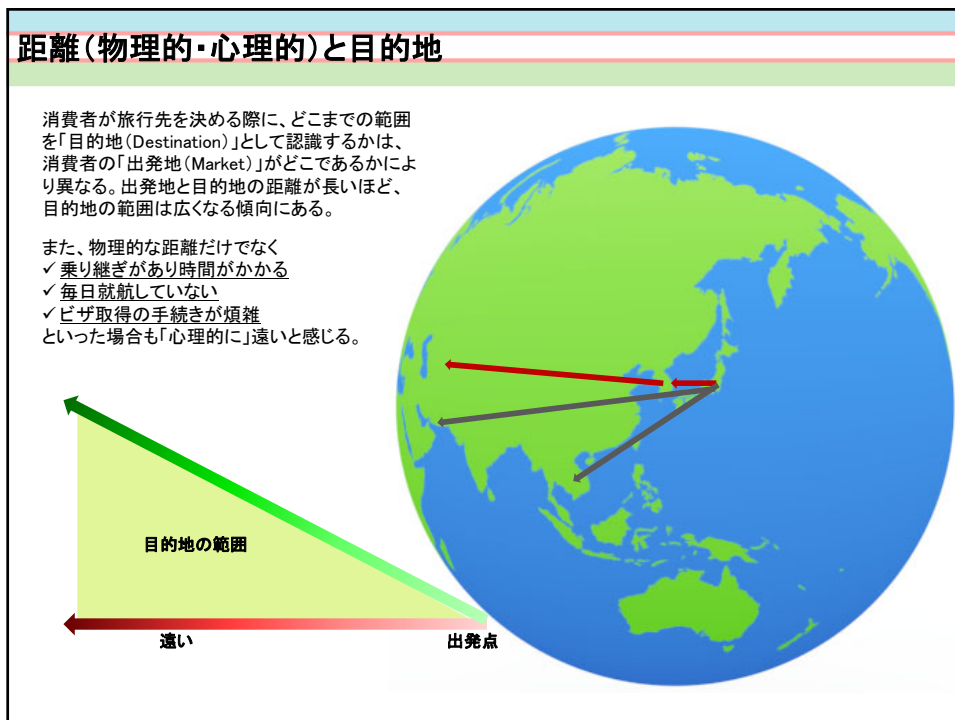 距離(物理的・心理的)と目的地
消費者が旅行先を決める際に、どこまでの範囲
を「目的地(Destination)」として認識するかは、
消費者の「出発地(Market)」がどこであるかによ
り異なる。出発地と目的地の距離が長いほど、
目的地の範囲は広くなる傾向にある。
また、物理的な距離だけでなく
✓乗り継ぎがあり時間がかかる
✓毎日就航していない
✓ビザ取得の手続きが煩雑
といった場合も「心理的に」遠いと感じる。
目的地の範囲
遠い
出発点